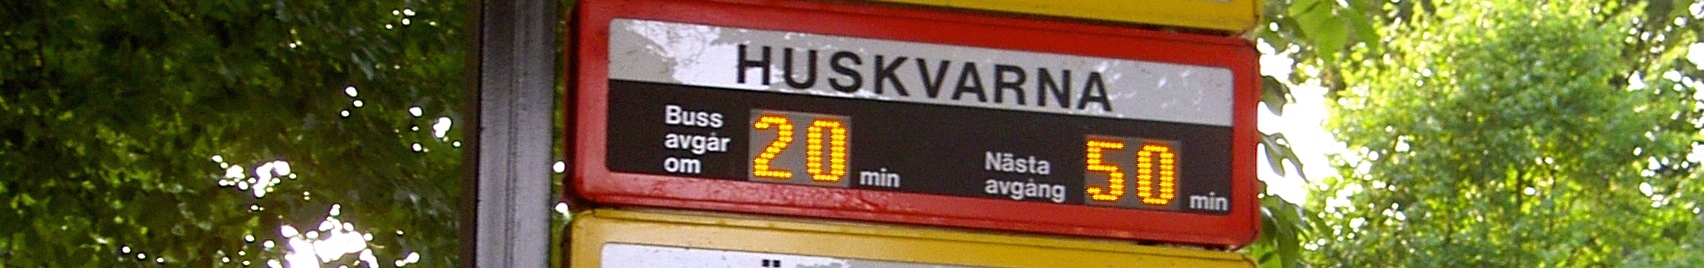 HUSKVARNA
Buss
avgår
om
20 min
Nästa
avgång
50 min